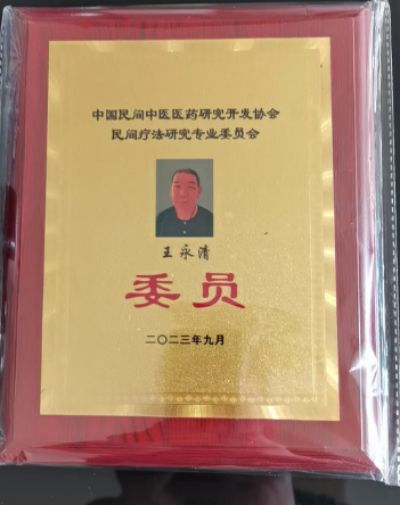 中国民间中医医药研究开发协会
民间疗法研究专业委员会
王永清
委员
二〇二三年九月